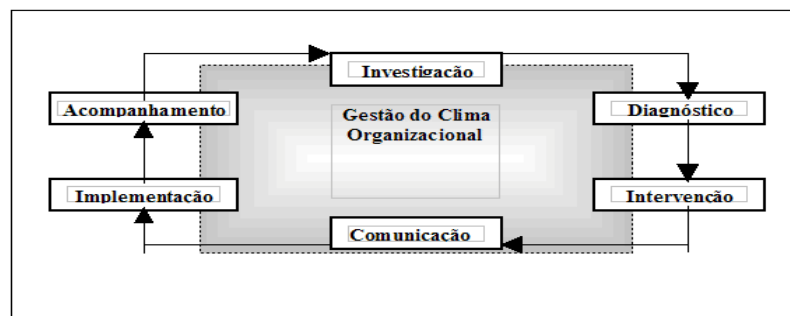 Investigação
Acompanhamento
Diagnóstico
Gestão do Clima
Organizacional
Implementação
Intervenção
Comunicação